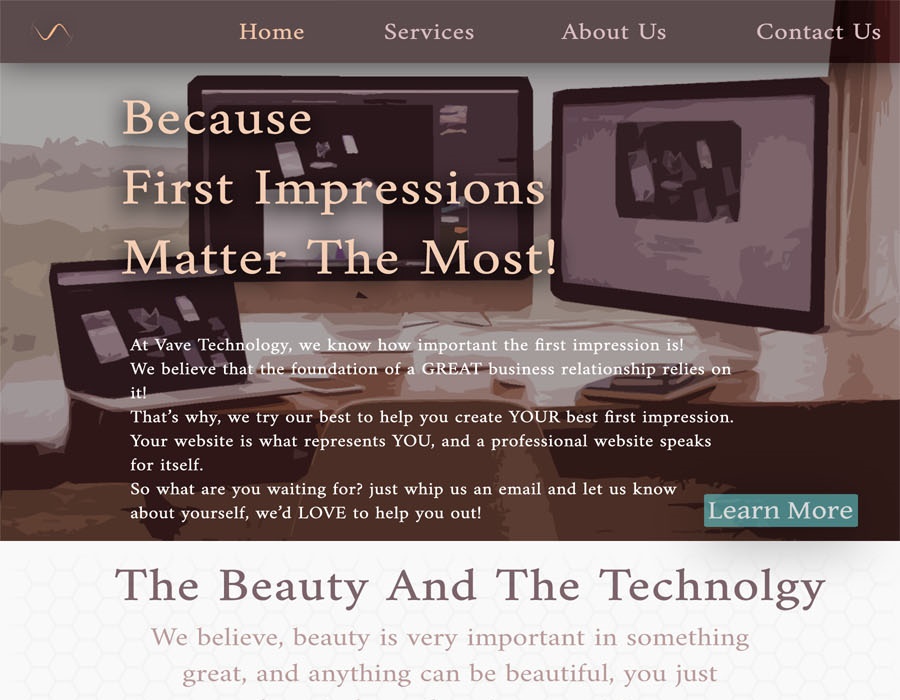 Home Services About Us Contact Us
Because
First Impressions
Matter The Most!
At Vave Technology, we know how important the first impression is!
We believe that the foundation of a GREAT business relationship relies on
it!
That’s why, we try our best to help you create YOUR best first impression.
Your website is what represents YOU, and a professional website speaks
for itself.
So what are you waiting for? just whip us an email and let us know
about yourself, we’d LOVE to help you out!
Learn More
The Beauty And The Technolgy
We believe, beauty is very important in something
great, and anything can be beautiful, you just